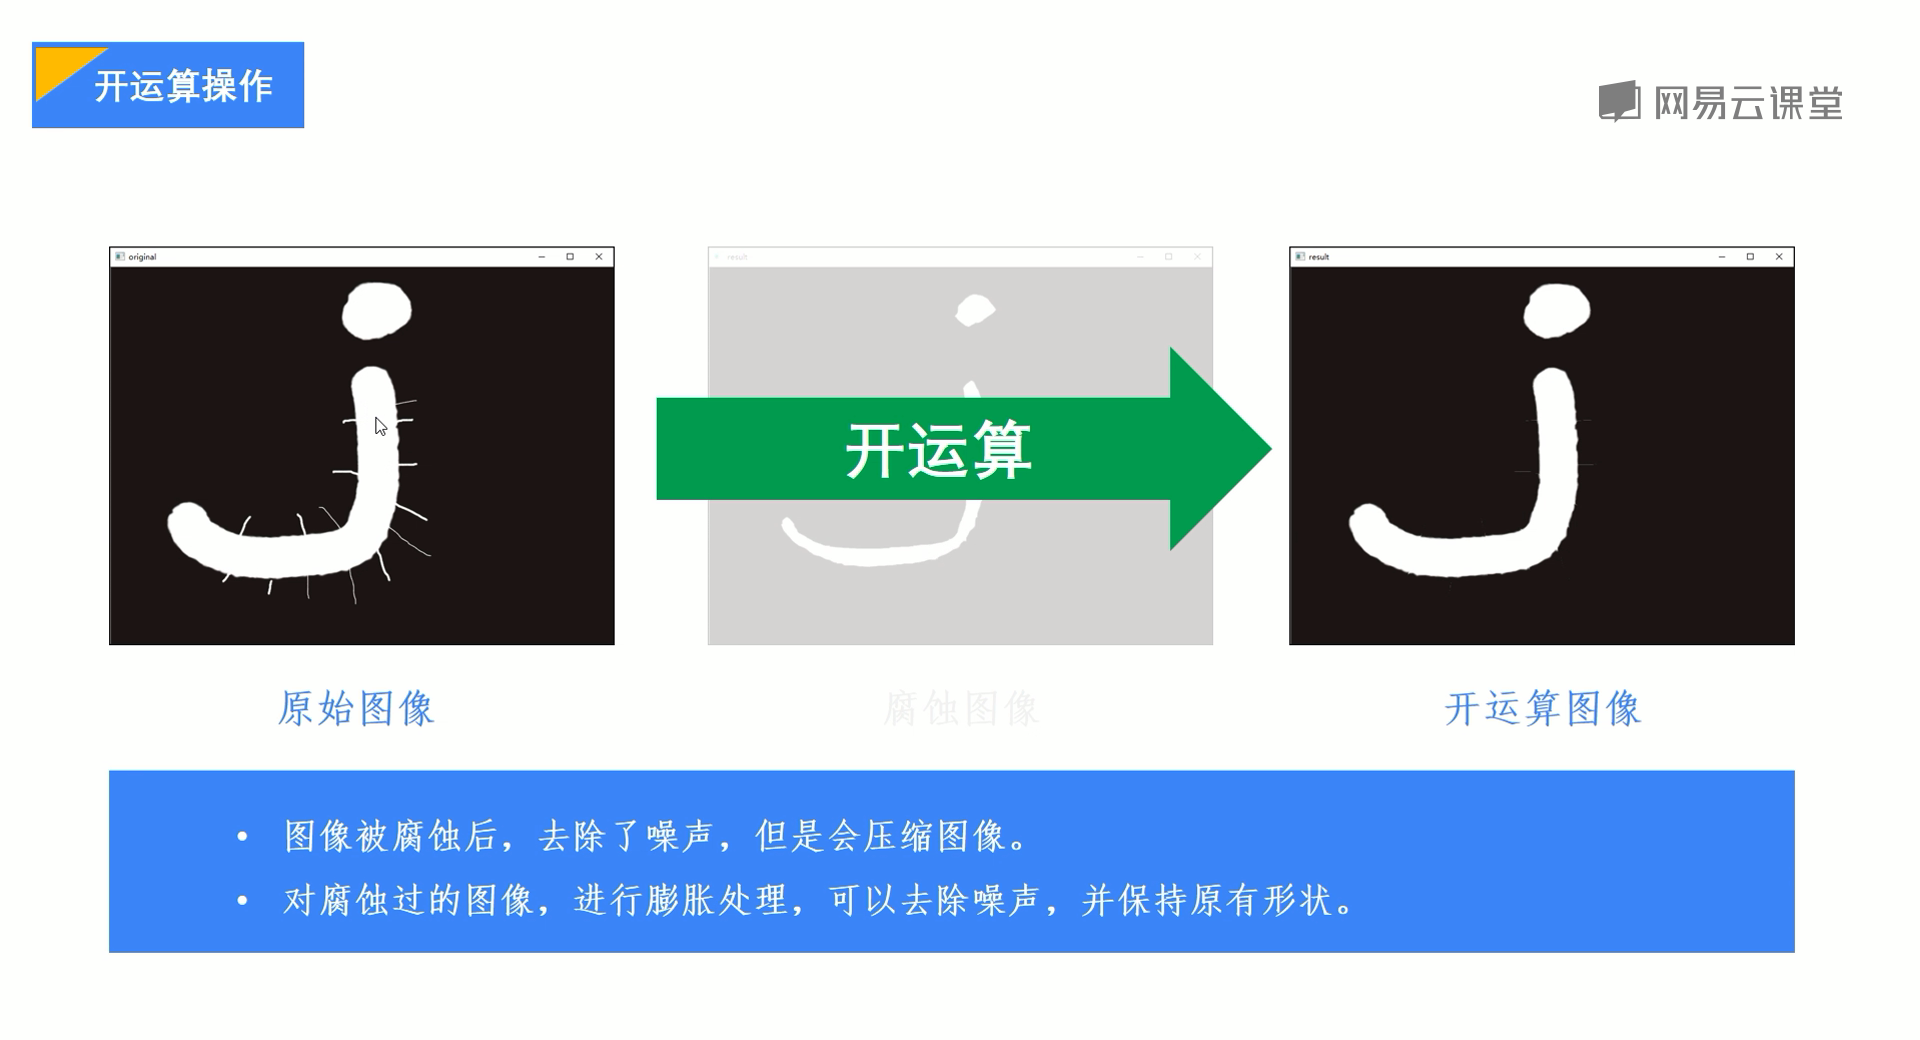 开运算操作
网易云课堂
original
result
result
开运算
原始图像
腐蚀图像
开运算图像
• 图像被腐蚀后，去除了噪声，但是会压缩图像。
• 对腐蚀过的图像，进行膨胀处理，可以去除噪声，并保持原有形状。